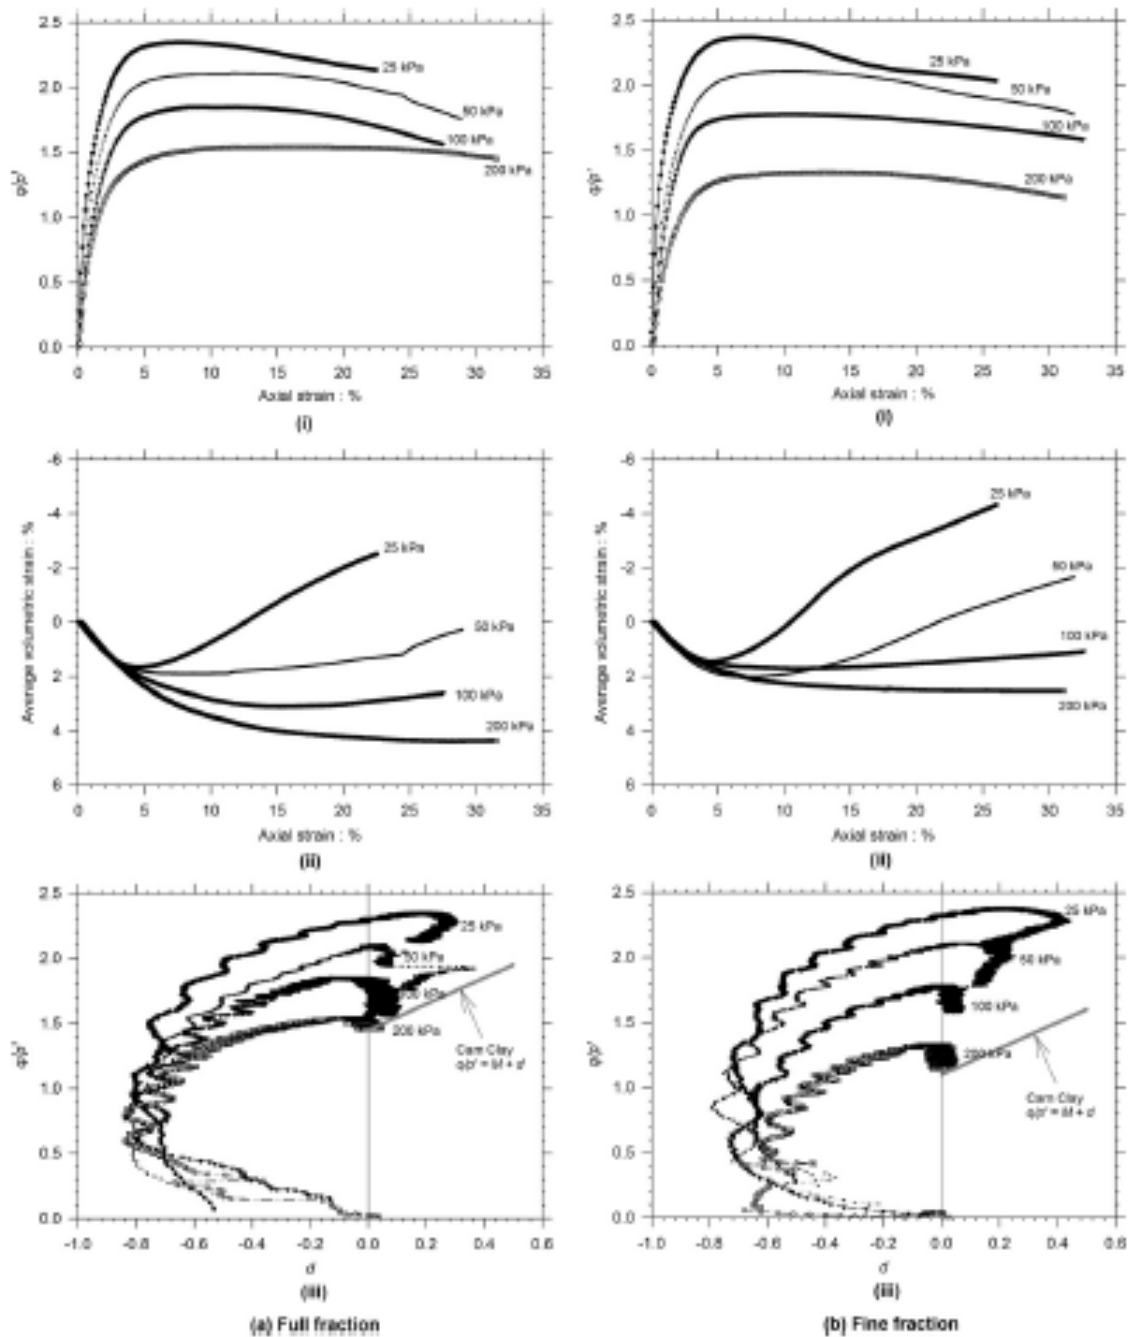 2.5
2.0
1.5
1.0
0.5
0.0
q/p'
25 kPa
50 kPa
100 kPa
200 kPa
0 5 10 15 20 25 30 35
Axial strain : %
(i)
2.5
2.0
1.5
1.0
0.5
0.0
q/p'
25 kPa
50 kPa
100 kPa
200 kPa
0 5 10 15 20 25 30 35
Axial strain : %
(i)
-6
-4
-2
0
2
4
6
Average volumetric strain : %
25 kPa
50 kPa
100 kPa
200 kPa
0 5 10 15 20 25 30 35
Axial strain : %
(ii)
-6
-4
-2
0
2
4
6
Average volumetric strain : %
25 kPa
50 kPa
100 kPa
200 kPa
0 5 10 15 20 25 30 35
Axial strain : %
(ii)
2.5
2.0
1.5
1.0
0.5
0.0
q/p'
25 kPa
50 kPa
100 kPa
200 kPa
Cam Clay
q/p' = M + d
-1.0 -0.8 -0.6 -0.4 -0.2 0.0 0.2 0.4 0.6
d
(iii)
(a) Full fraction
2.5
2.0
1.5
1.0
0.5
0.0
q/p'
25 kPa
50 kPa
100 kPa
200 kPa
Cam Clay
q/p' = M + d
-1.0 -0.8 -0.6 -0.4 -0.2 0.0 0.2 0.4 0.6
d
(iii)
(b) Fine fraction